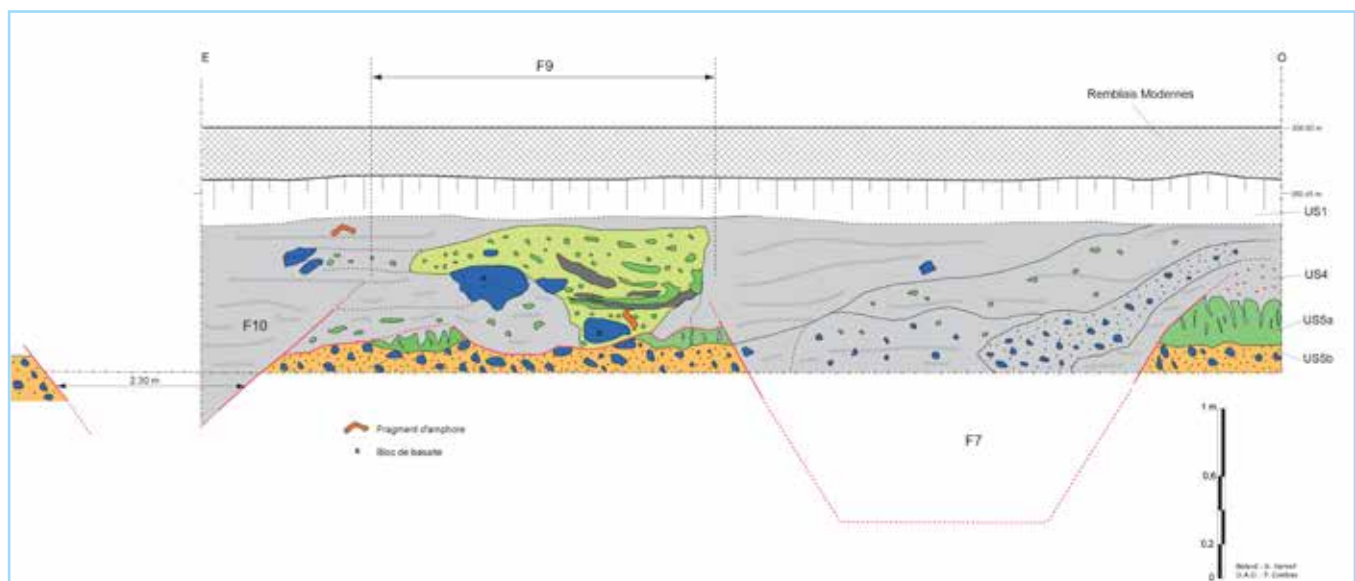 E
O
F9
Remblais Modernes
US1
US4
F10
US5a
US5b
2.30 m
Fragment d'amphore
Bloc de basalte
F7
1 m
0,6
0.2
0